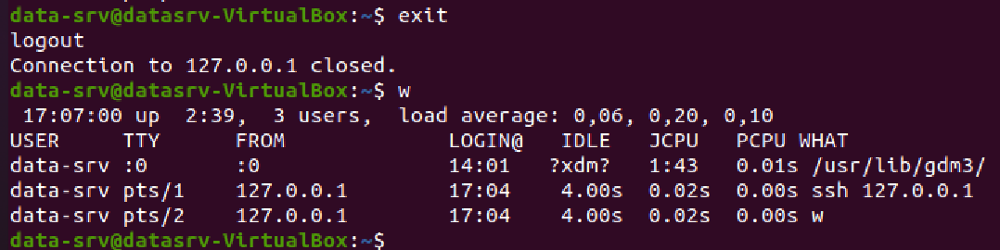 data-srv@datasrv-VirtualBox:~$ exit
logout
Connection to 127.0.0.1 closed.
data-srv@datasrv-VirtualBox:~$ w
 17:07:00 up  2:39,  3 users,  load average: 0,06, 0,20, 0,10
USER     TTY      FROM             LOGIN@   IDLE   JCPU   PCPU WHAT
data-srv :0       :0               14:01   ?xdm?   1:43   0.01s /usr/lib/gdm3/
data-srv pts/1    127.0.0.1        17:04    4.00s  0.02s  0.00s ssh 127.0.0.1
data-srv pts/2    127.0.0.1        17:04    4.00s  0.02s  0.00s w
data-srv@datasrv-VirtualBox:~$